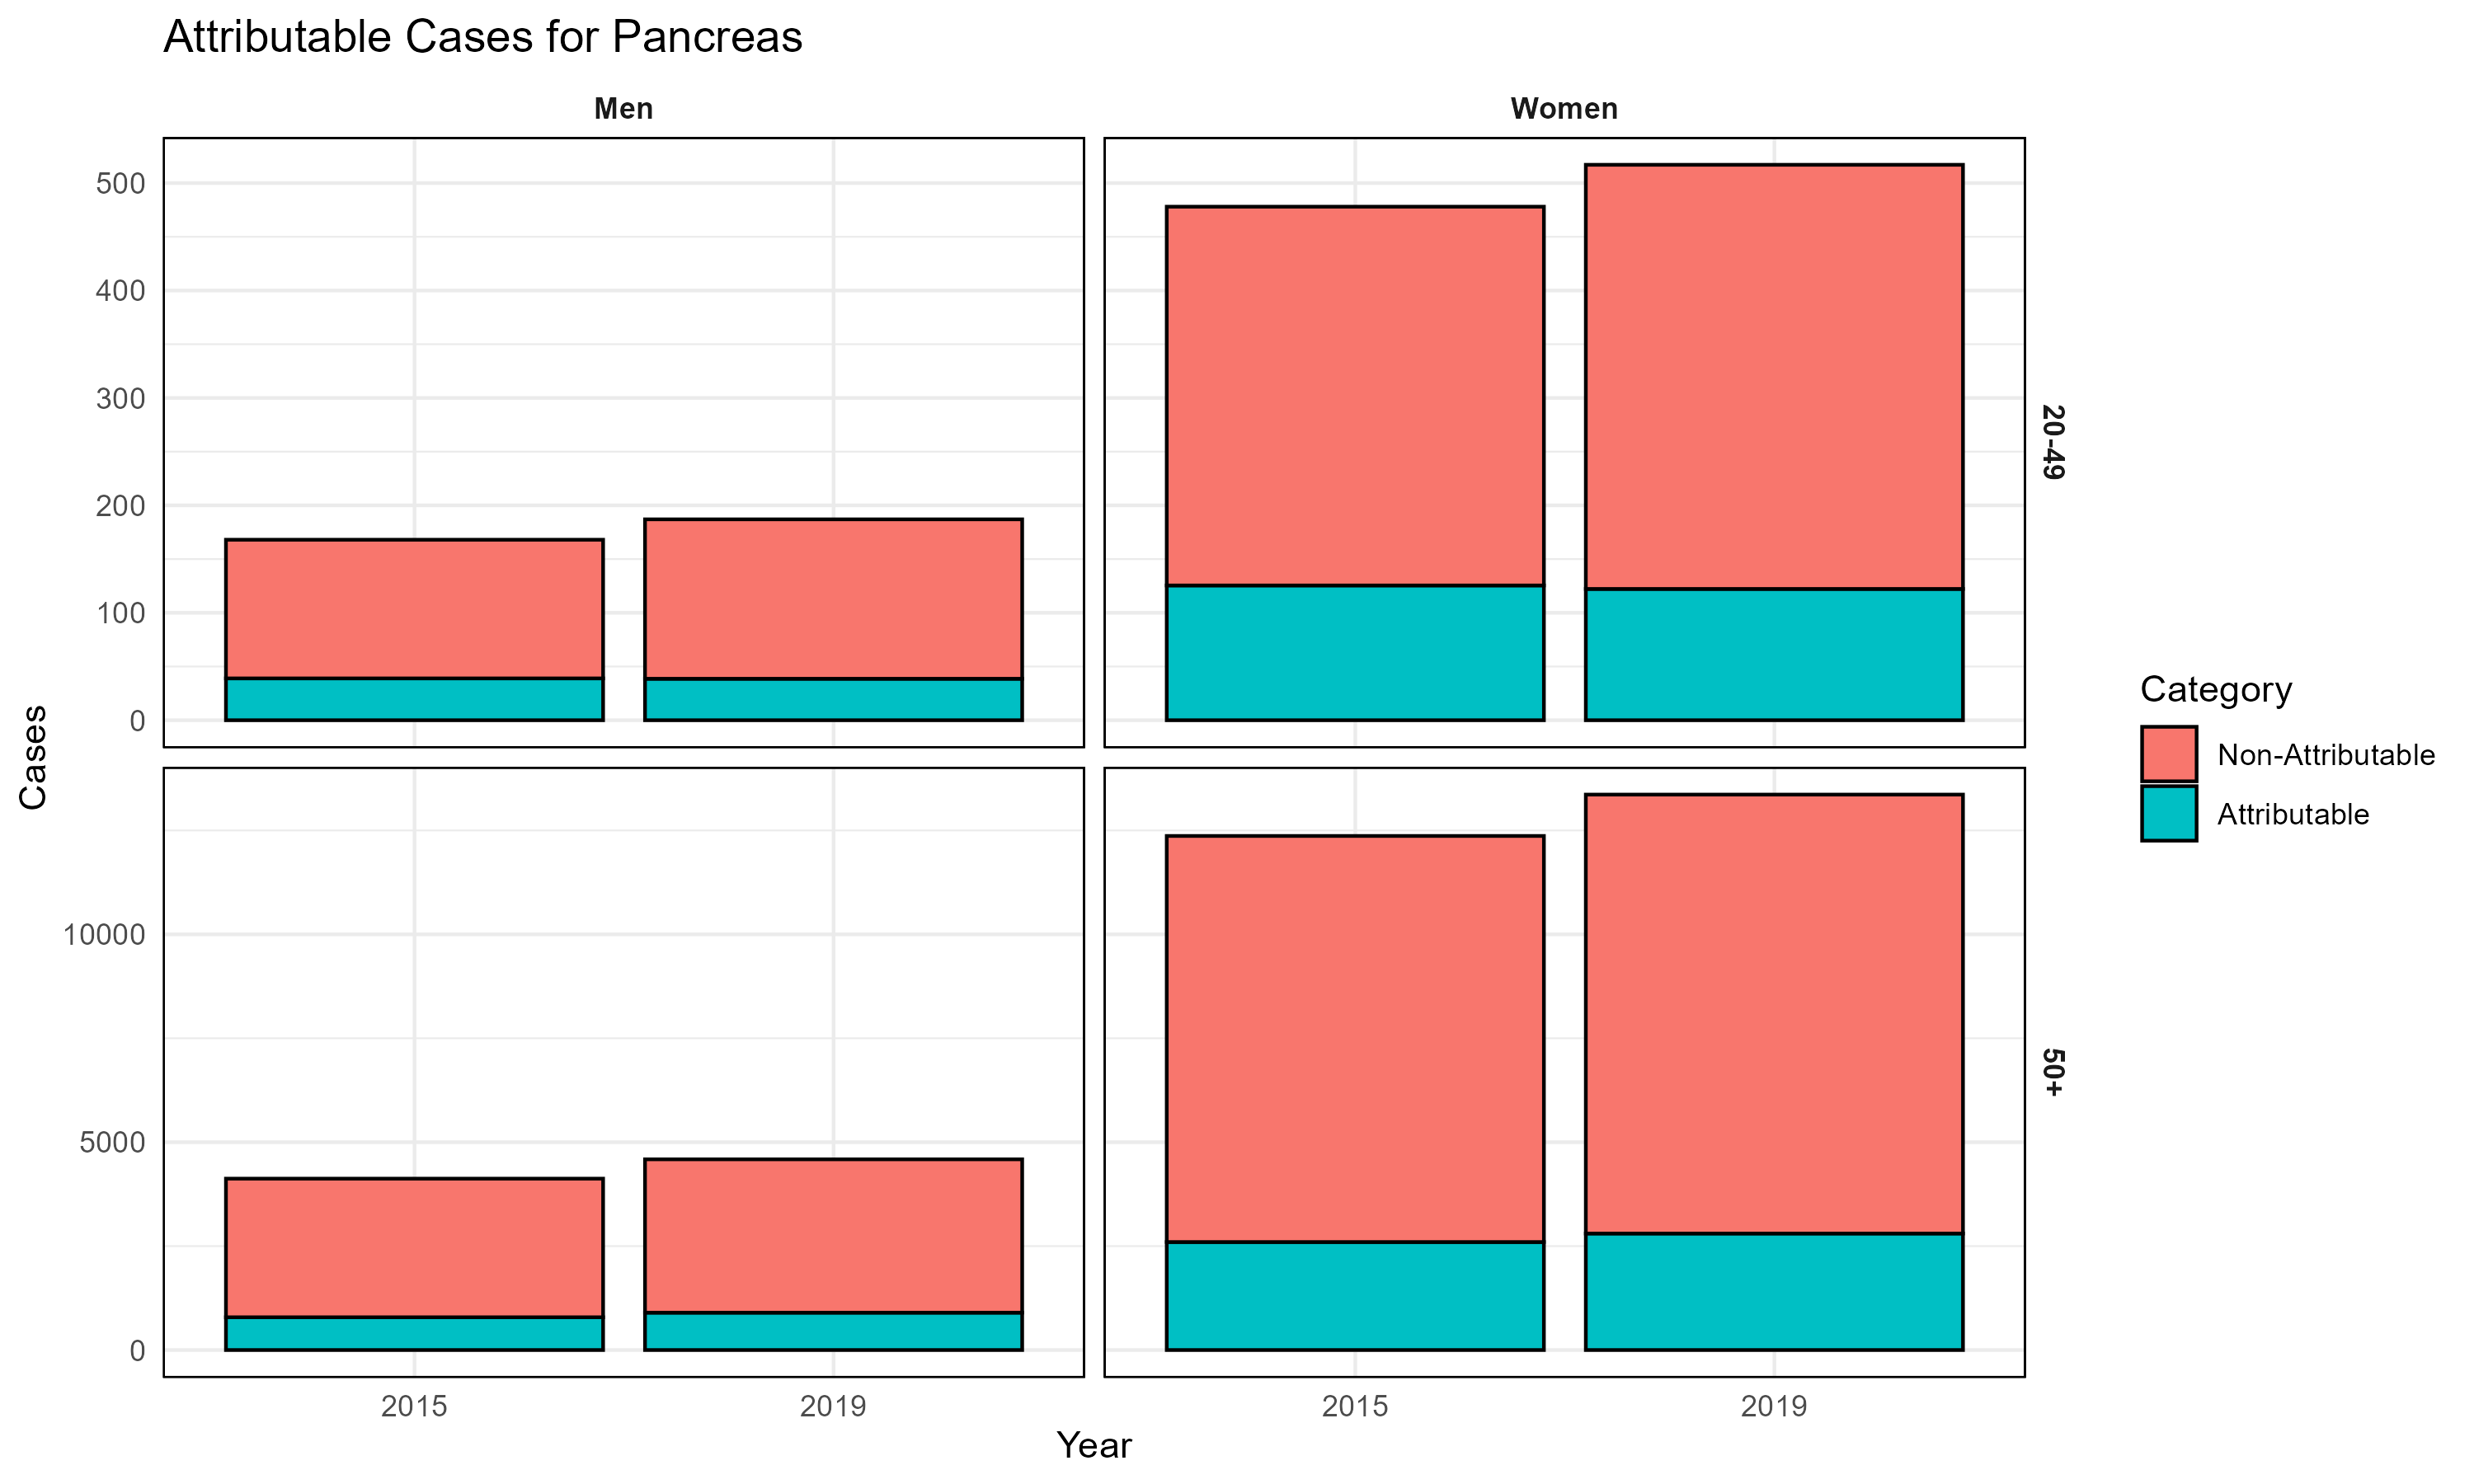 Attributable Cases for Pancreas
Men
Women
500
400
300
200
100
0
20-49
Cases
10000
5000
0
50+
2015
2019
2015
2019
Year
Category
Non-Attributable
Attributable